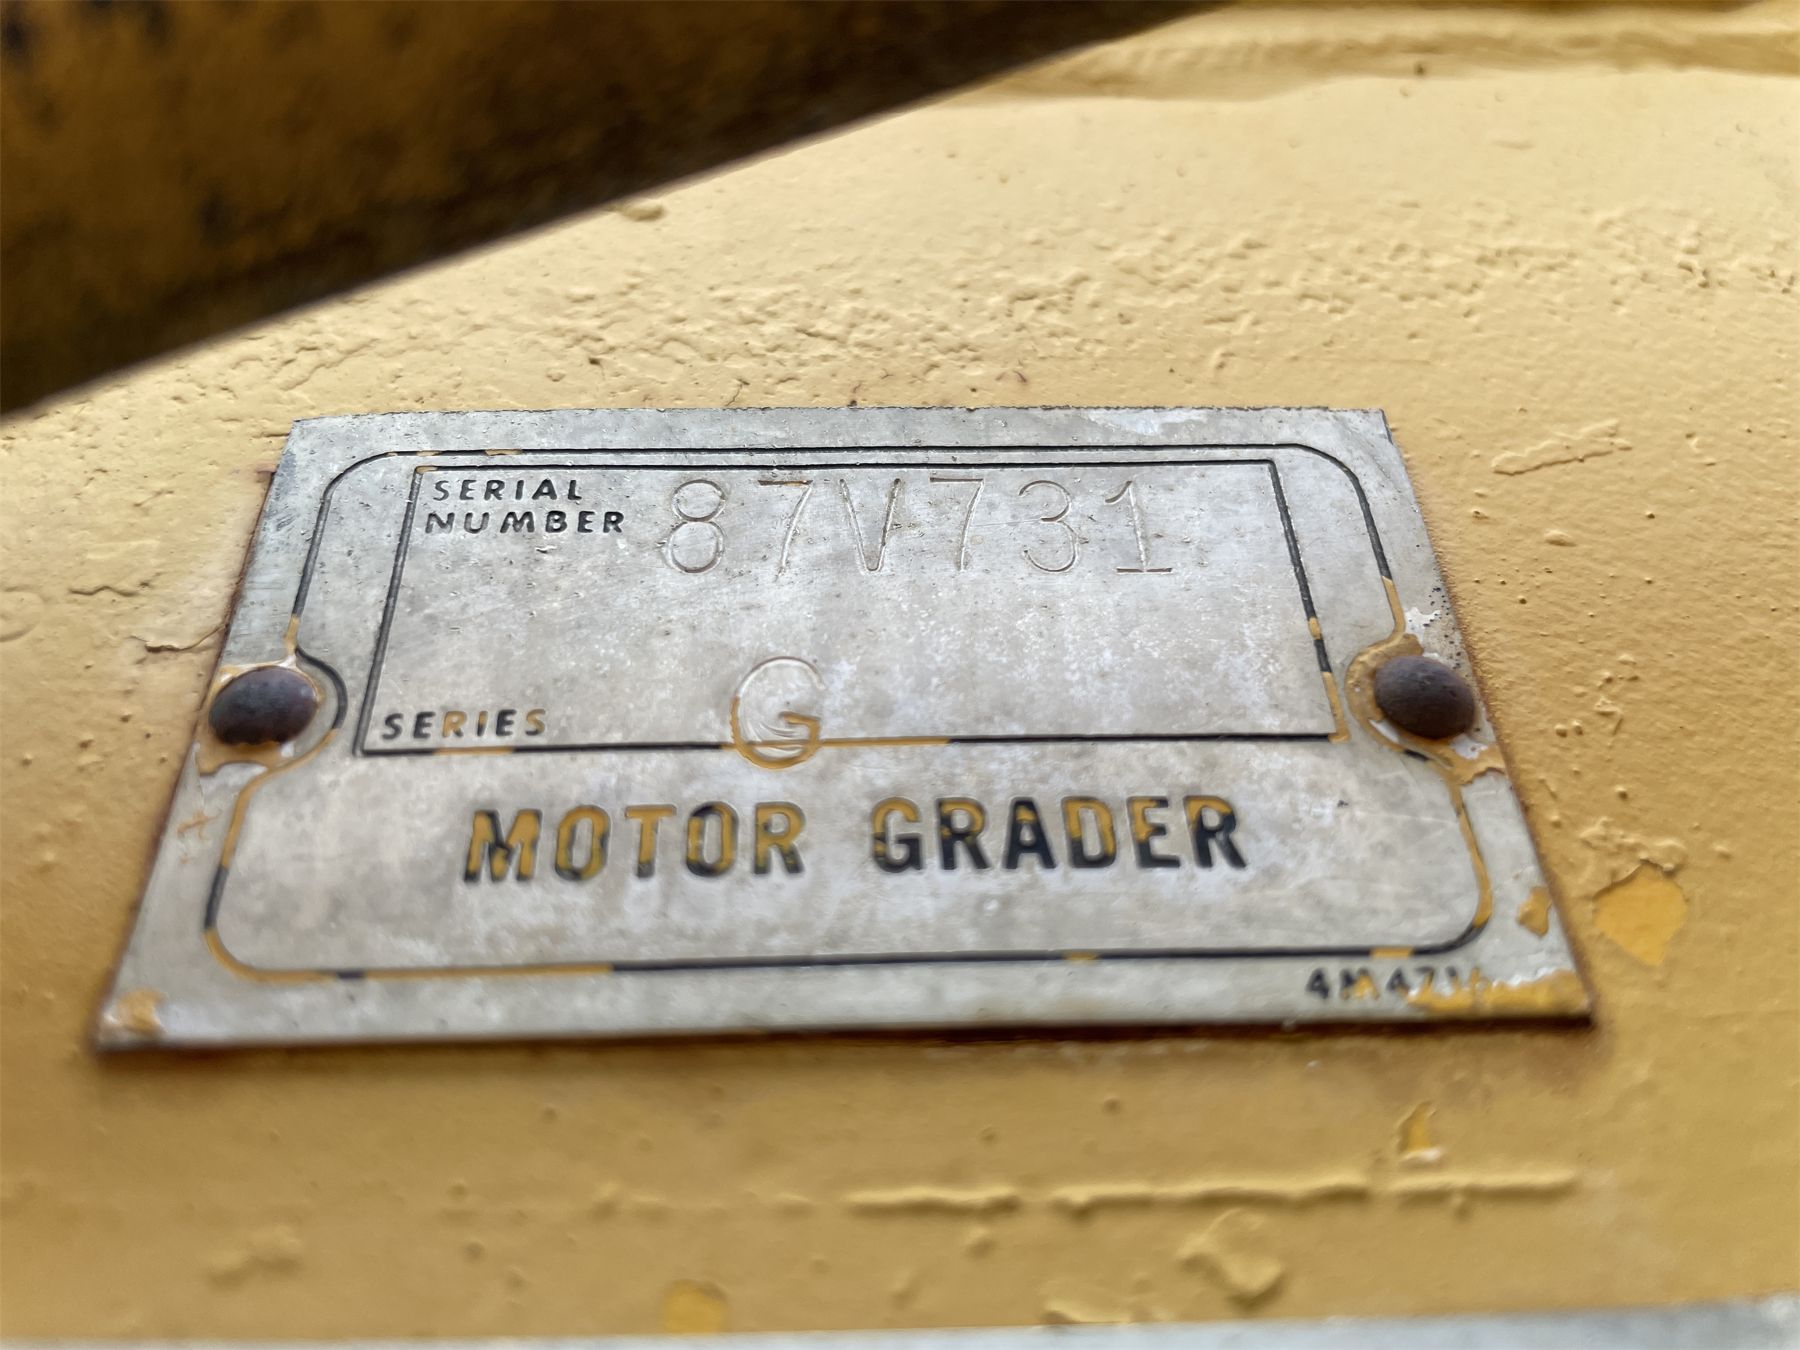 SERIAL
NUMBER 87V731
SERIES G
MOTOR GRADER